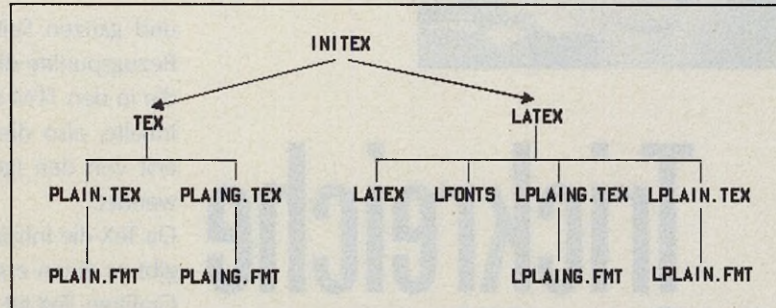 INITEX
TEX LATEX
PLAIN.TEX PLAING.TEX LATEX LFONTS LPLAING.TEX LPLAIN.TEX
PLAIN.FMT PLAING.FMT LPLAING.FMT LPLAIN.FMT